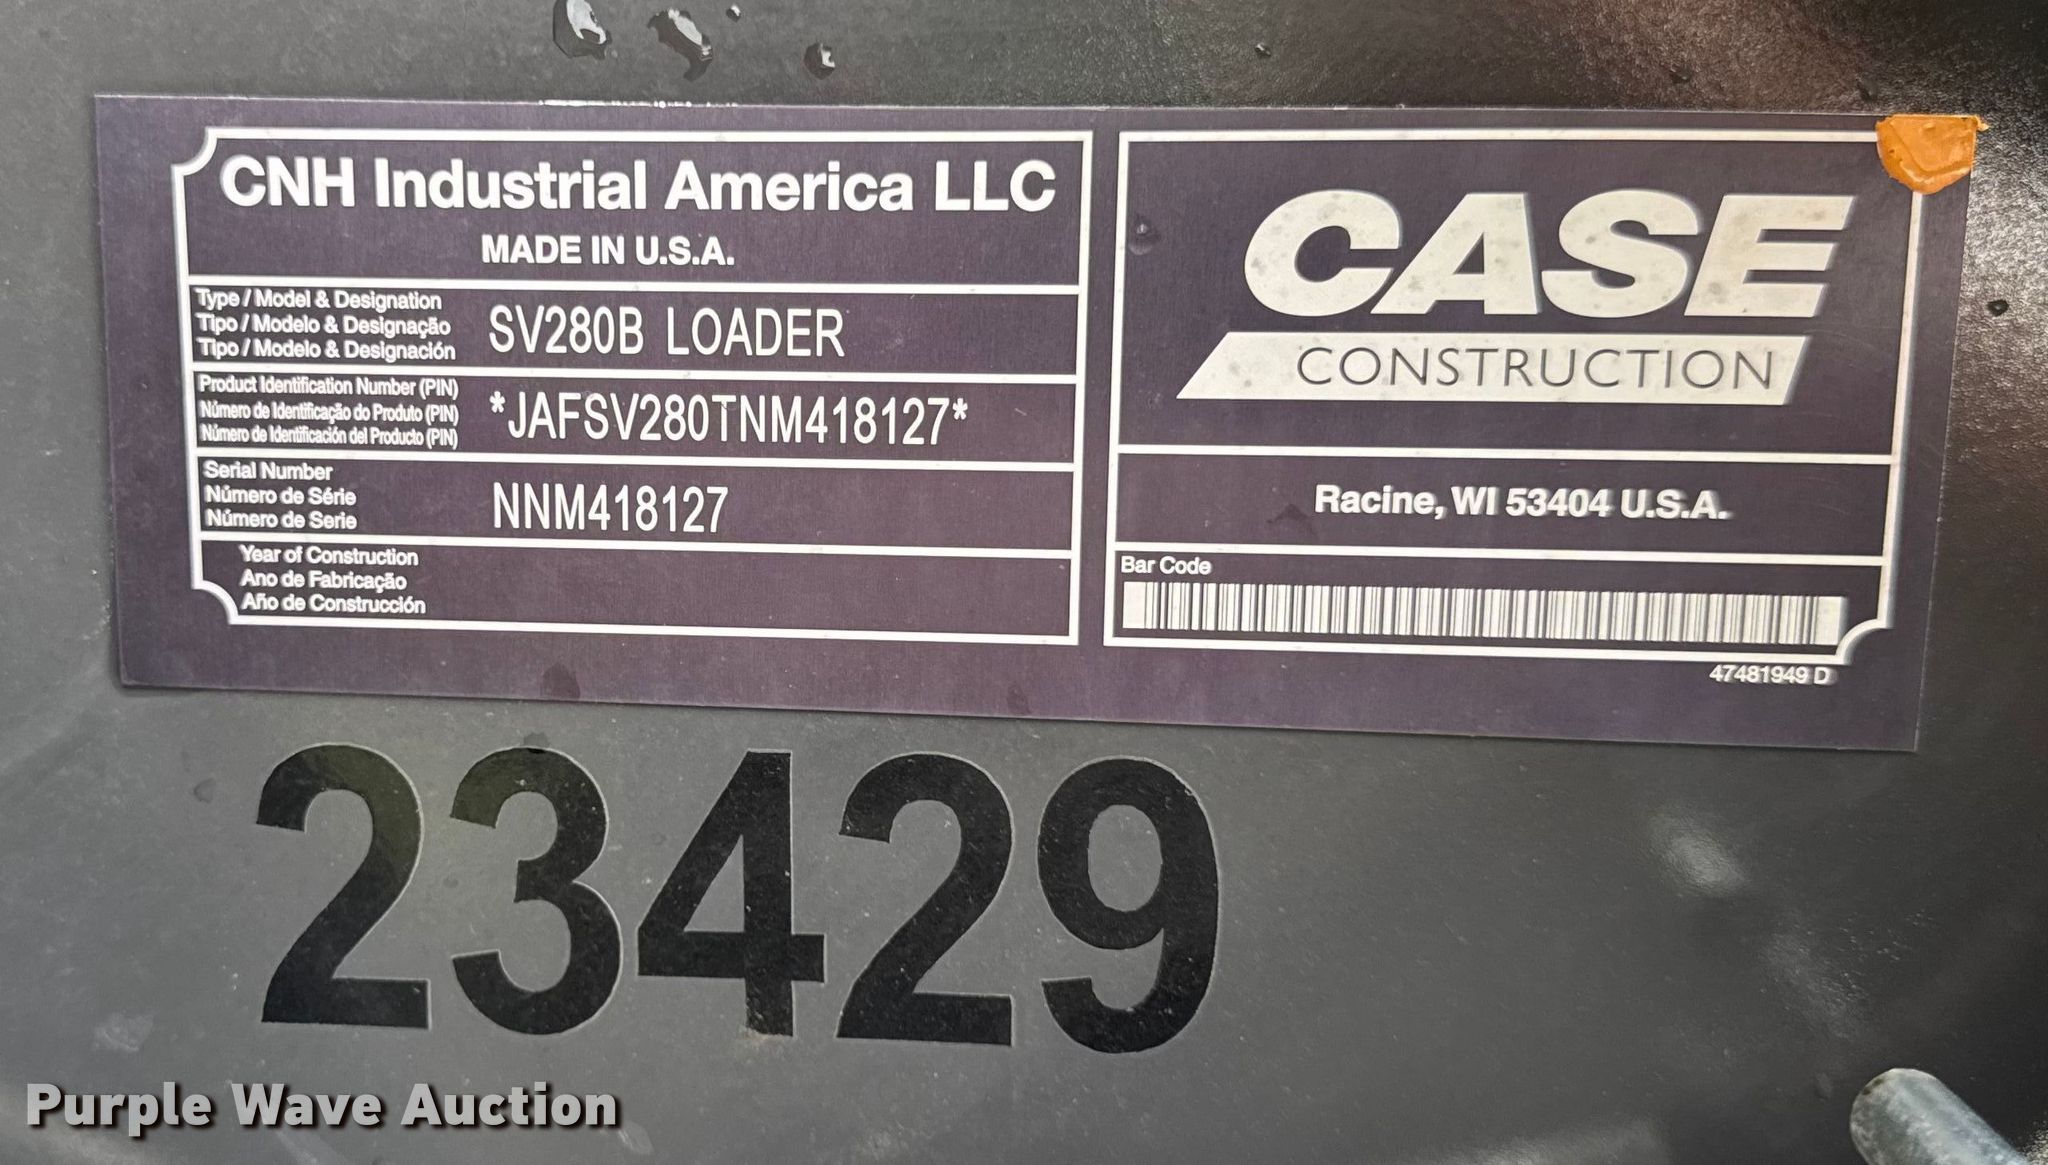 CNH Industrial America LLC
MADE IN U.S.A.
Type / Model & Designation
Tipo / Modelo & Designação
Tipo / Modelo & Designación
SV280B LOADER
Product Identification Number (PIN)
Número de Identificação do Produto (PIN)
Número de Identificación del Producto (PIN)
*JAFSV280TNM418127*
Serial Number
Número de Série
Número de Serie
NNM418127
Year of Construction
Ano de Fabricação
Año de Construcción
CASE
CONSTRUCTION
Racine, WI 53404 U.S.A.
Bar Code
47481949 D
23429
Purple Wave Auction